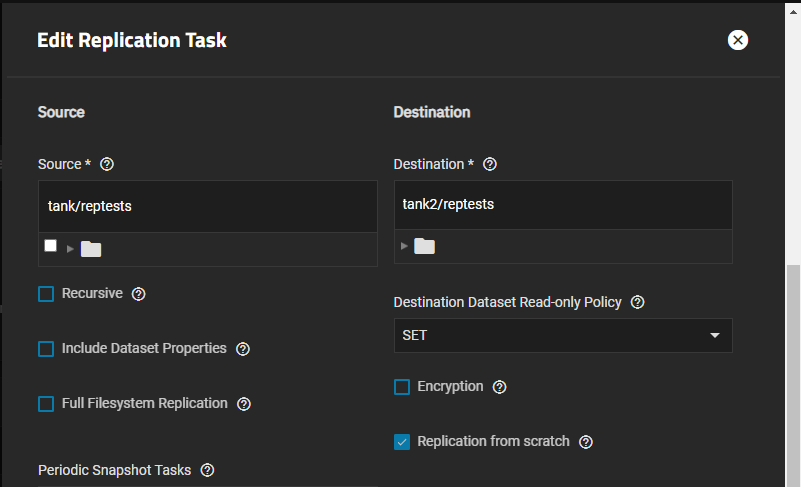 Edit Replication Task
Source
Source *
tank/reptests
Recursive
Include Dataset Properties
Full Filesystem Replication
Periodic Snapshot Tasks
Destination
Destination *
tank2/reptests
Destination Dataset Read-only Policy
SET
Encryption
Replication from scratch